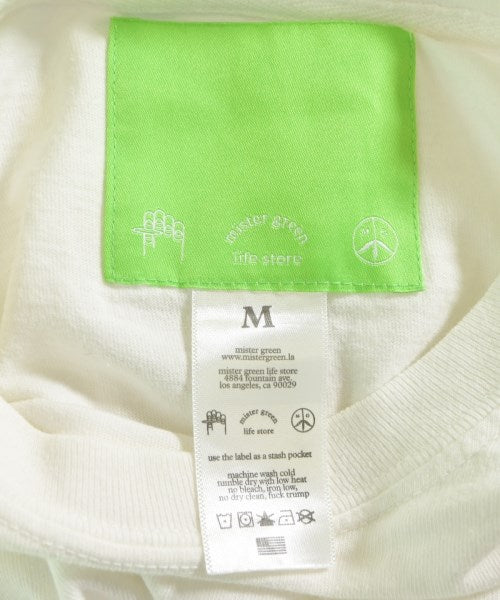 mister green
life store
M
mister green
www.mistergreen.la
mister green life store
4884 fountain ave.
los angeles, ca 90029
mister green
life store
use the label as a stash pocket
machine wash cold
tumble dry with low heat
no bleach, iron low,
no dry clean, fuck trump